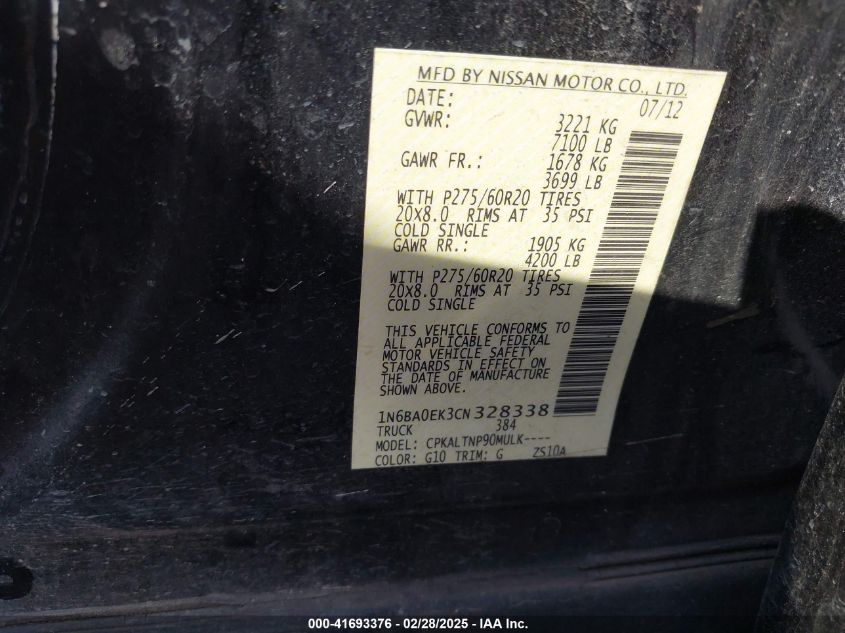 MFD BY NISSAN MOTOR CO., LTD.
DATE: 07/12
GVWR: 3221 KG
7100 LB
GAWR FR.: 1678 KG
3699 LB
WITH P275/60R20 TIRES
20X8.0 RIMS AT 35 PSI
COLD SINGLE
GAWR RR.: 1905 KG
4200 LB
WITH P275/60R20 TIRES
20X8.0 RIMS AT 35 PSI
COLD SINGLE
THIS VEHICLE CONFORMS TO
ALL APPLICABLE FEDERAL
MOTOR VEHICLE SAFETY
STANDARDS IN EFFECT ON
THE DATE OF MANUFACTURE
SHOWN ABOVE.
1N6BA0EK3CN 328338
TRUCK 384
MODEL: CPKALTNP90MULK----
COLOR: G10 TRIM: G ZS10A
000-41693376 - 02/28/2025 - IAA Inc.